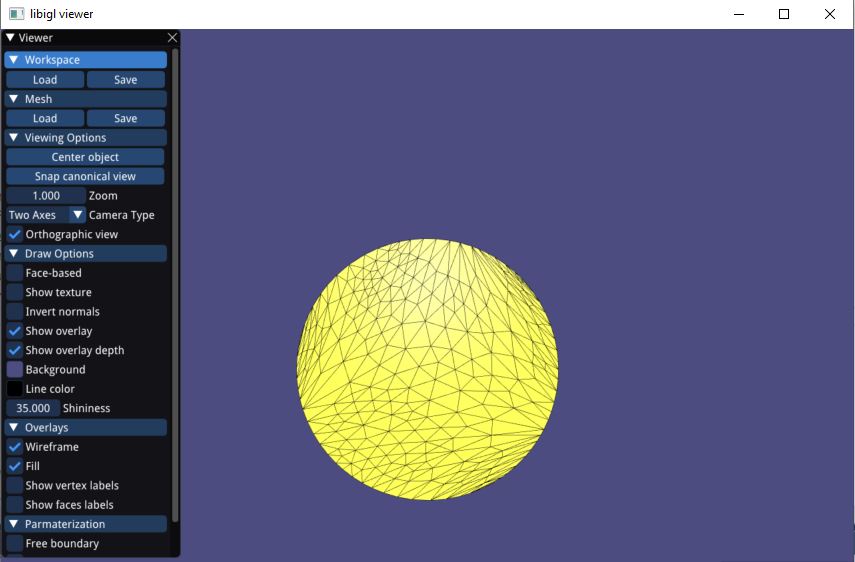 libigl viewer
Viewer
Workspace
Load Save
Mesh
Load Save
Viewing Options
Center object
Snap canonical view
1.000 Zoom
Two Axes Camera Type
Orthographic view
Draw Options
Face-based
Show texture
Invert normals
Show overlay
Show overlay depth
Background
Line color
35.000 Shininess
Overlays
Wireframe
Fill
Show vertex labels
Show faces labels
Parmaterization
Free boundary